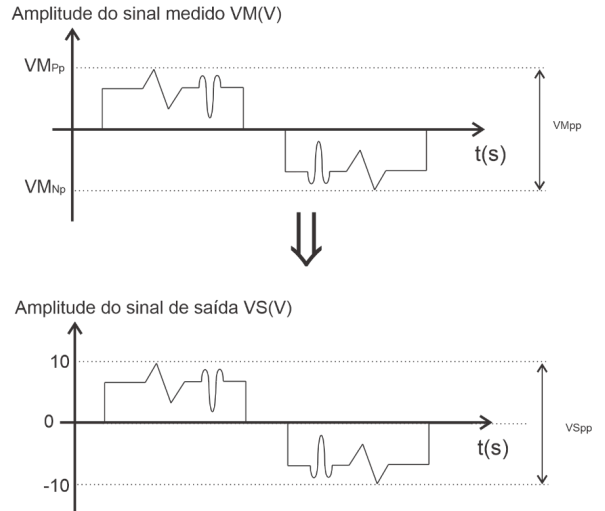 Amplitude do sinal medido VM(V)
VMPp
VMpp
t(s)
VMNp
Amplitude do sinal de saída VS(V)
10
0
VSpp
t(s)
-10